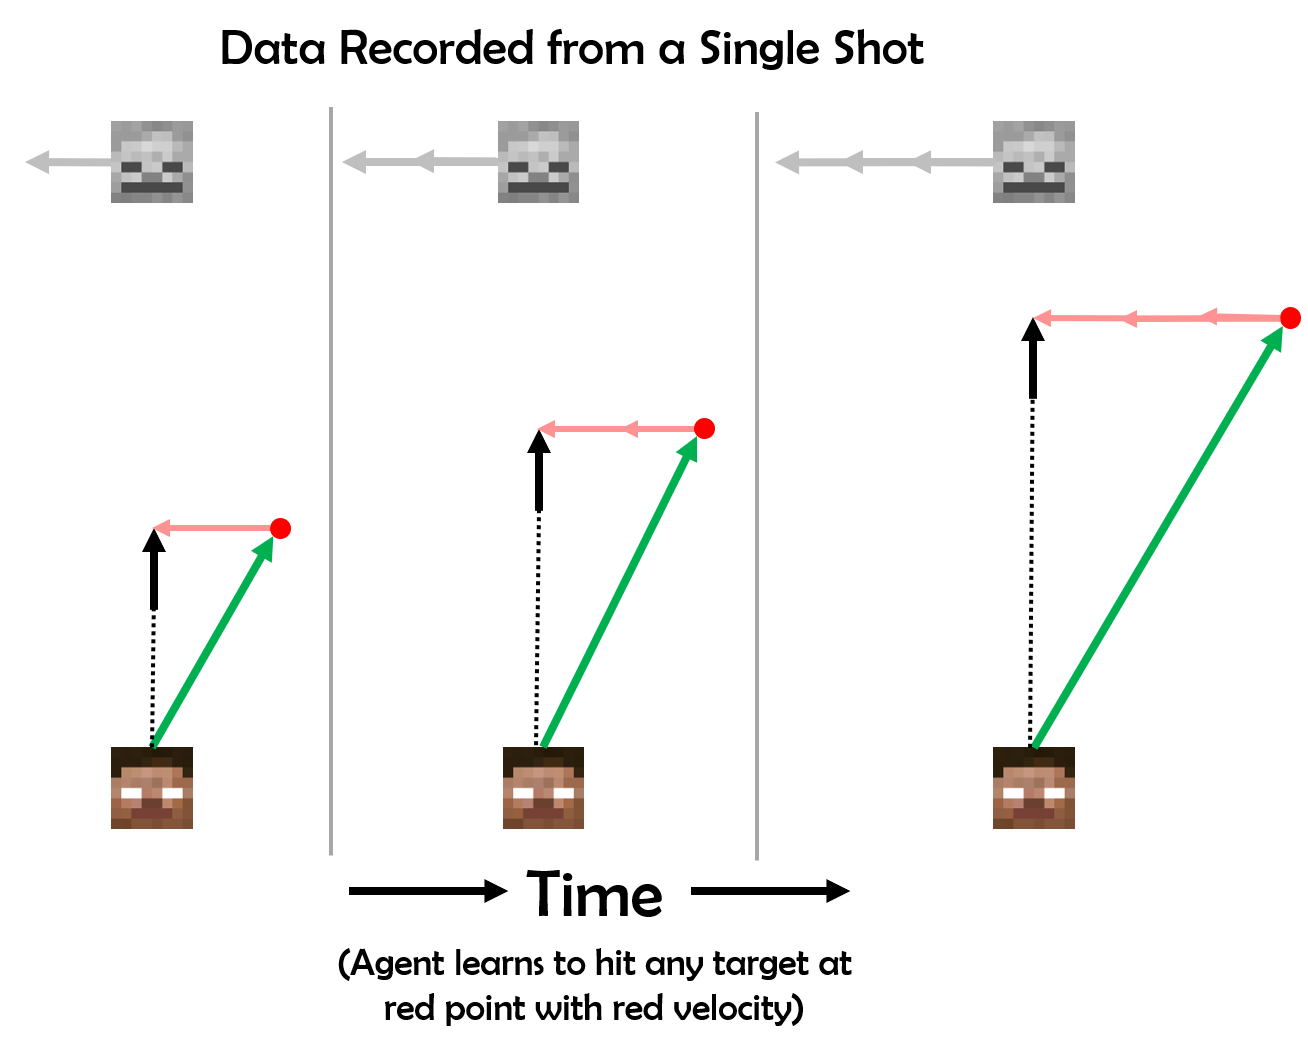 Data Recorded from a Single Shot
Time
(Agent learns to hit any target at
red point with red velocity)